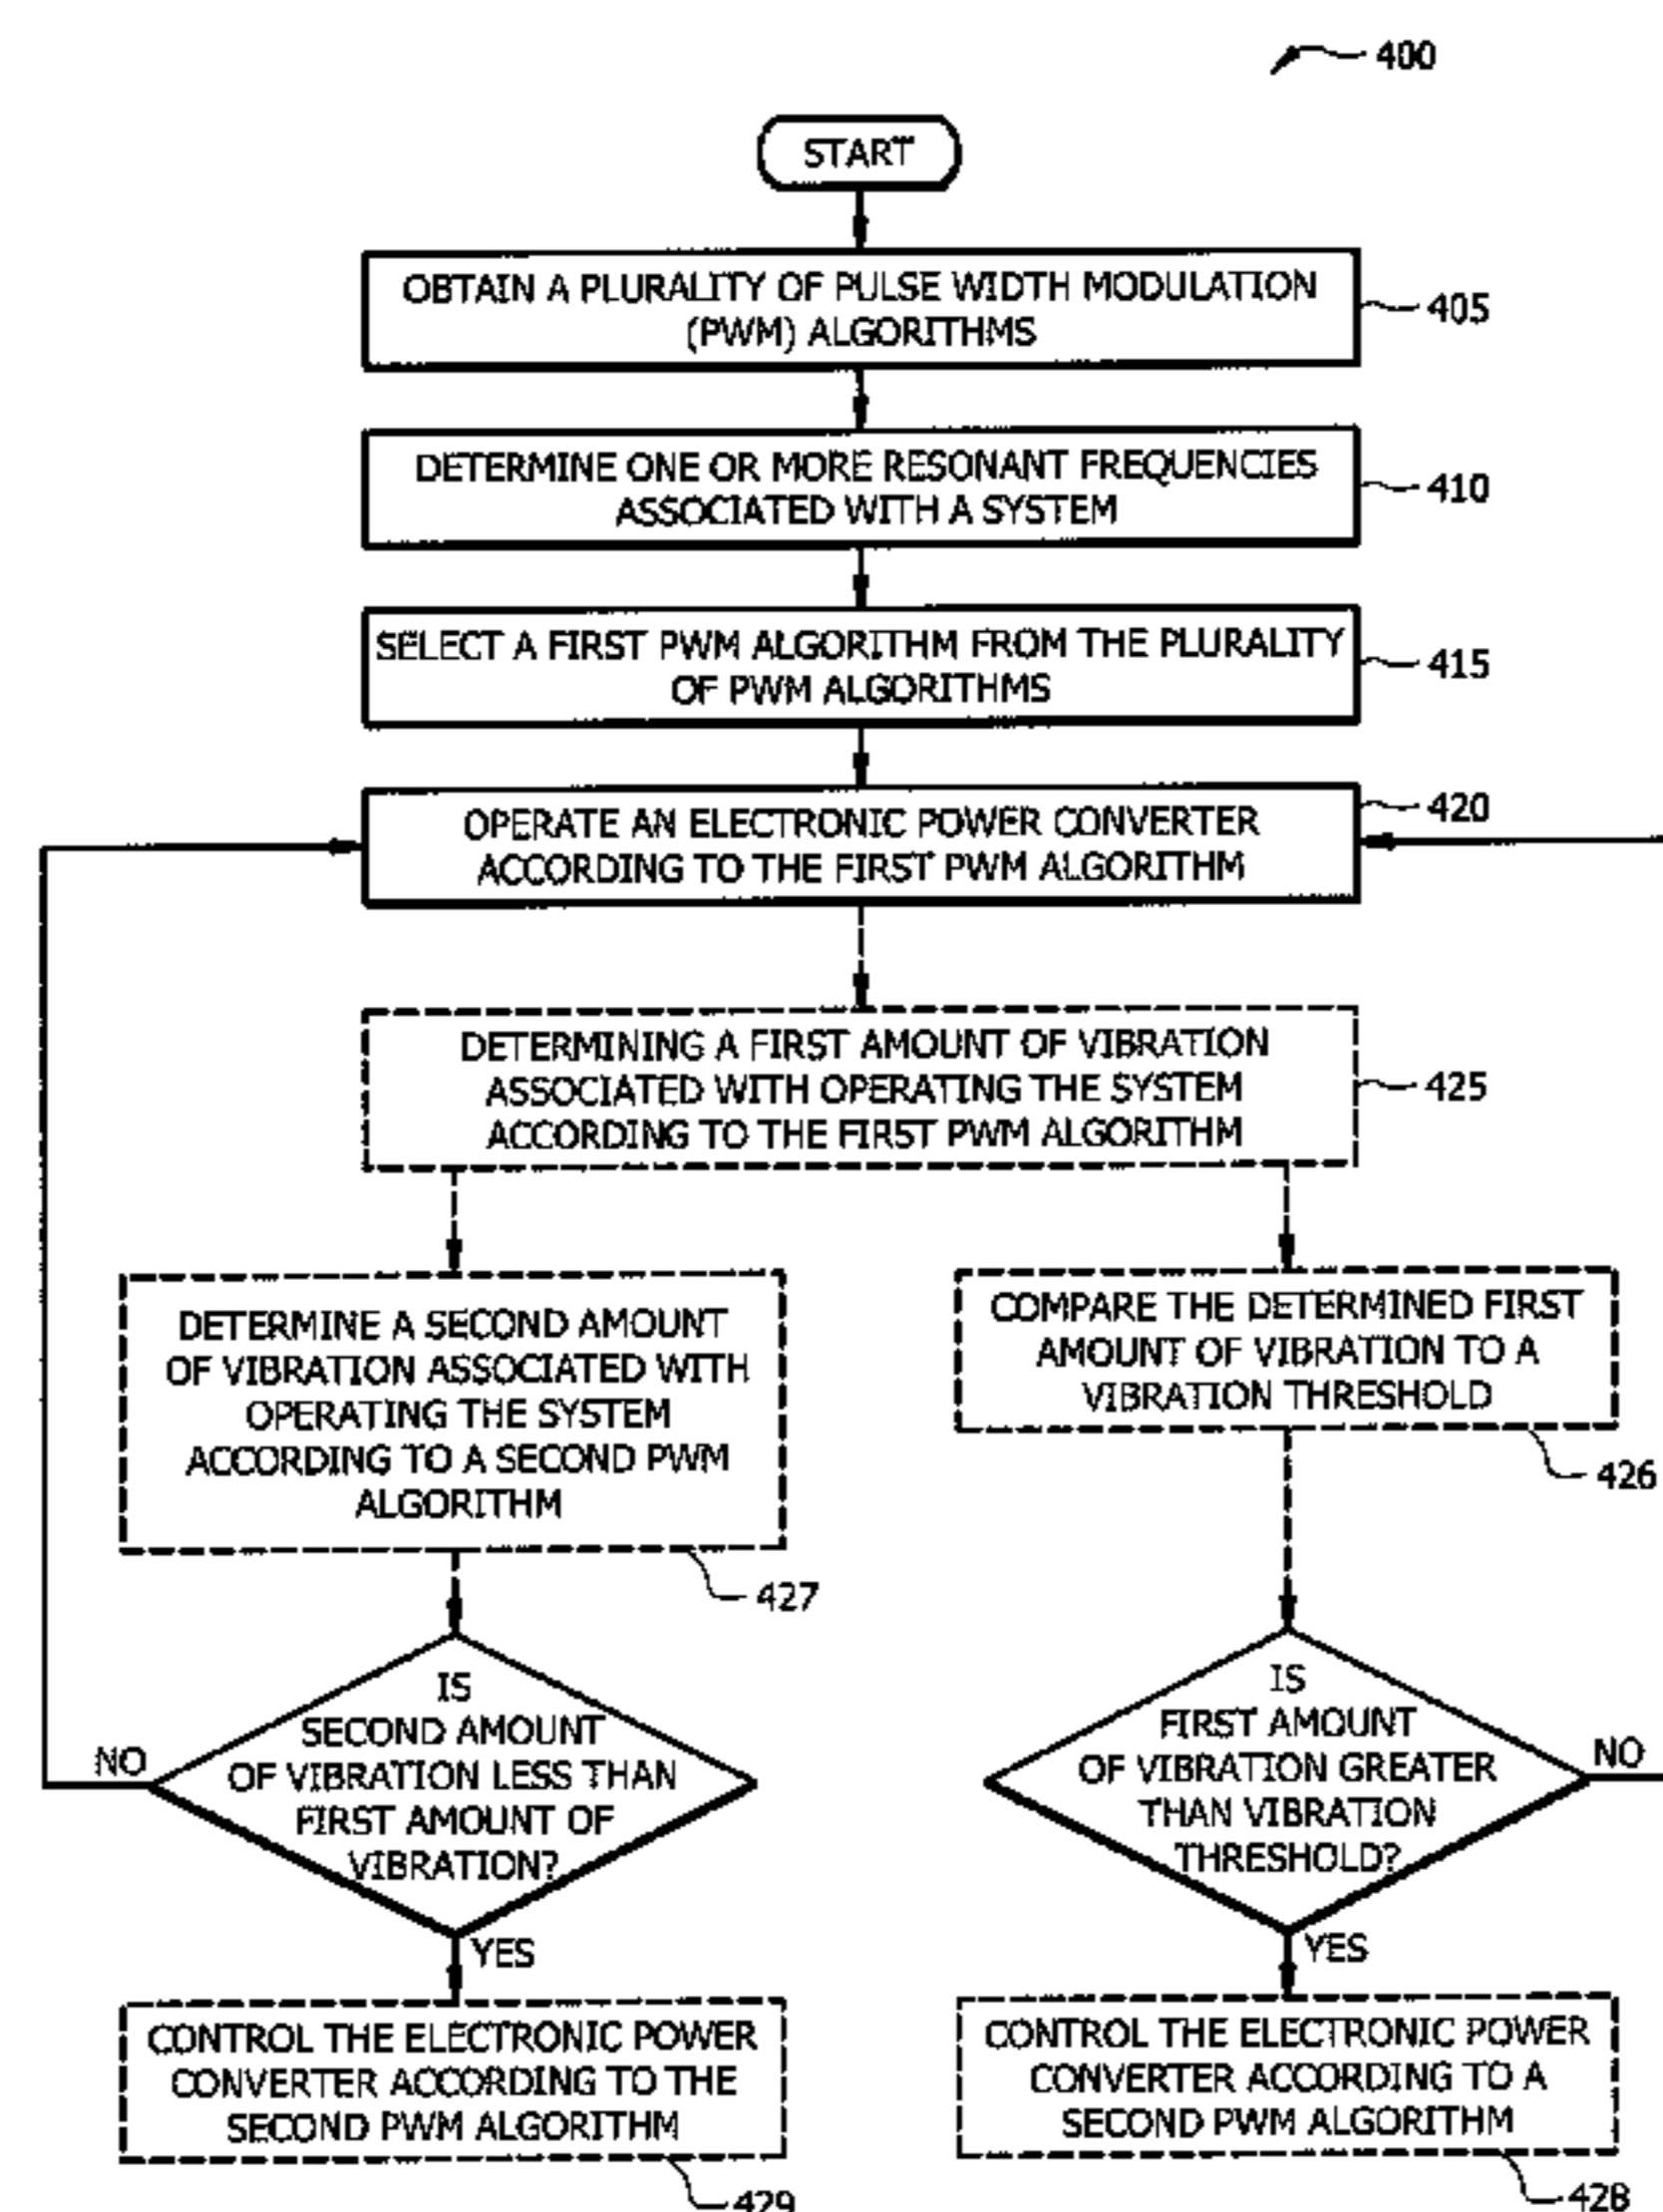 400
START
OBTAIN A PLURALITY OF PULSE WIDTH MODULATION
(PWM) ALGORITHMS
405
DETERMINE ONE OR MORE RESONANT FREQUENCIES
ASSOCIATED WITH A SYSTEM
410
SELECT A FIRST PWM ALGORITHM FROM THE PLURALITY
OF PWM ALGORITHMS
415
OPERATE AN ELECTRONIC POWER CONVERTER
ACCORDING TO THE FIRST PWM ALGORITHM
420
DETERMINING A FIRST AMOUNT OF VIBRATION
ASSOCIATED WITH OPERATING THE SYSTEM
ACCORDING TO THE FIRST PWM ALGORITHM
425
DETERMINE A SECOND AMOUNT
OF VIBRATION ASSOCIATED WITH
OPERATING THE SYSTEM
ACCORDING TO A SECOND PWM
ALGORITHM
427
COMPARE THE DETERMINED FIRST
AMOUNT OF VIBRATION TO A
VIBRATION THRESHOLD
426
IS
SECOND AMOUNT
OF VIBRATION LESS THAN
FIRST AMOUNT OF
VIBRATION?
NO
YES
IS
FIRST AMOUNT
OF VIBRATION GREATER
THAN VIBRATION
THRESHOLD?
NO
YES
CONTROL THE ELECTRONIC POWER
CONVERTER ACCORDING TO THE
SECOND PWM ALGORITHM
429
CONTROL THE ELECTRONIC POWER
CONVERTER ACCORDING TO A
SECOND PWM ALGORITHM
428